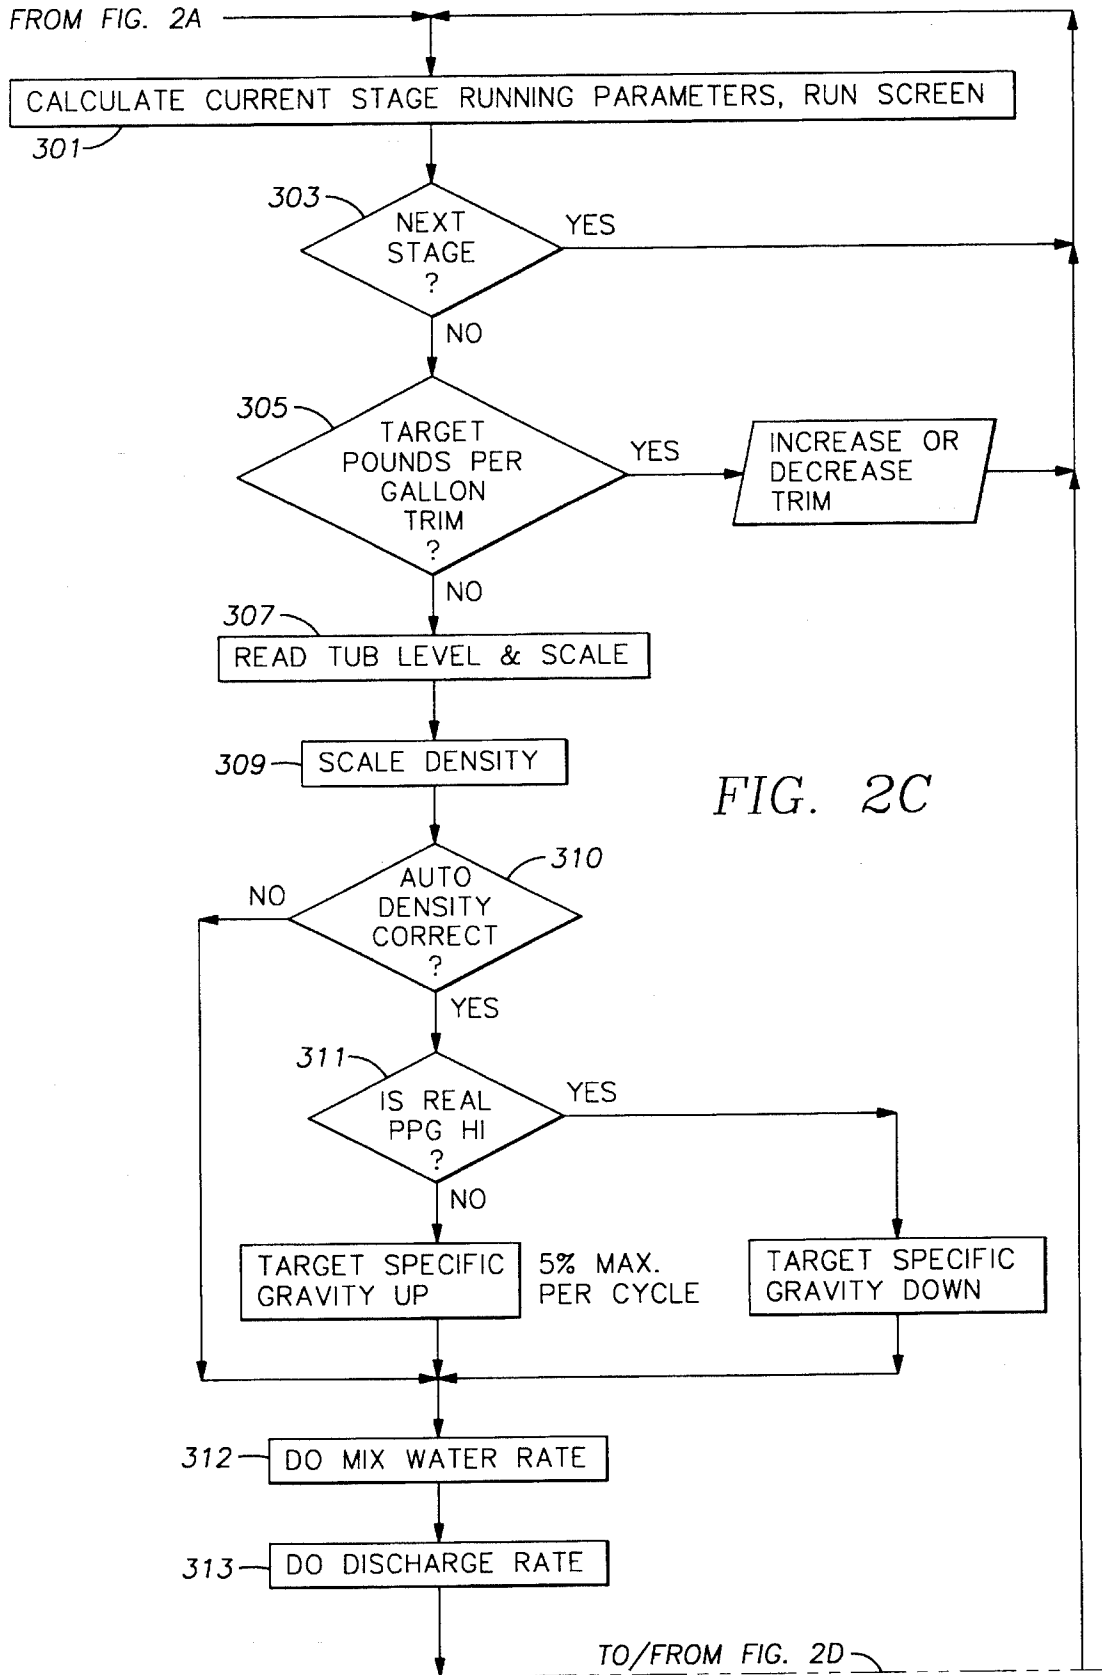 FROM FIG. 2A
CALCULATE CURRENT STAGE RUNNING PARAMETERS, RUN SCREEN
301
303
NEXT
STAGE
?
YES
NO
305
TARGET
POUNDS PER
GALLON
TRIM
?
YES
INCREASE OR
DECREASE
TRIM
NO
307
READ TUB LEVEL & SCALE
309
SCALE DENSITY
FIG. 2C
310
AUTO
DENSITY
CORRECT
?
NO
YES
311
IS REAL
PPG HI
?
YES
NO
TARGET SPECIFIC
GRAVITY UP
5% MAX.
PER CYCLE
TARGET SPECIFIC
GRAVITY DOWN
312
DO MIX WATER RATE
313
DO DISCHARGE RATE
TO/FROM FIG. 2D